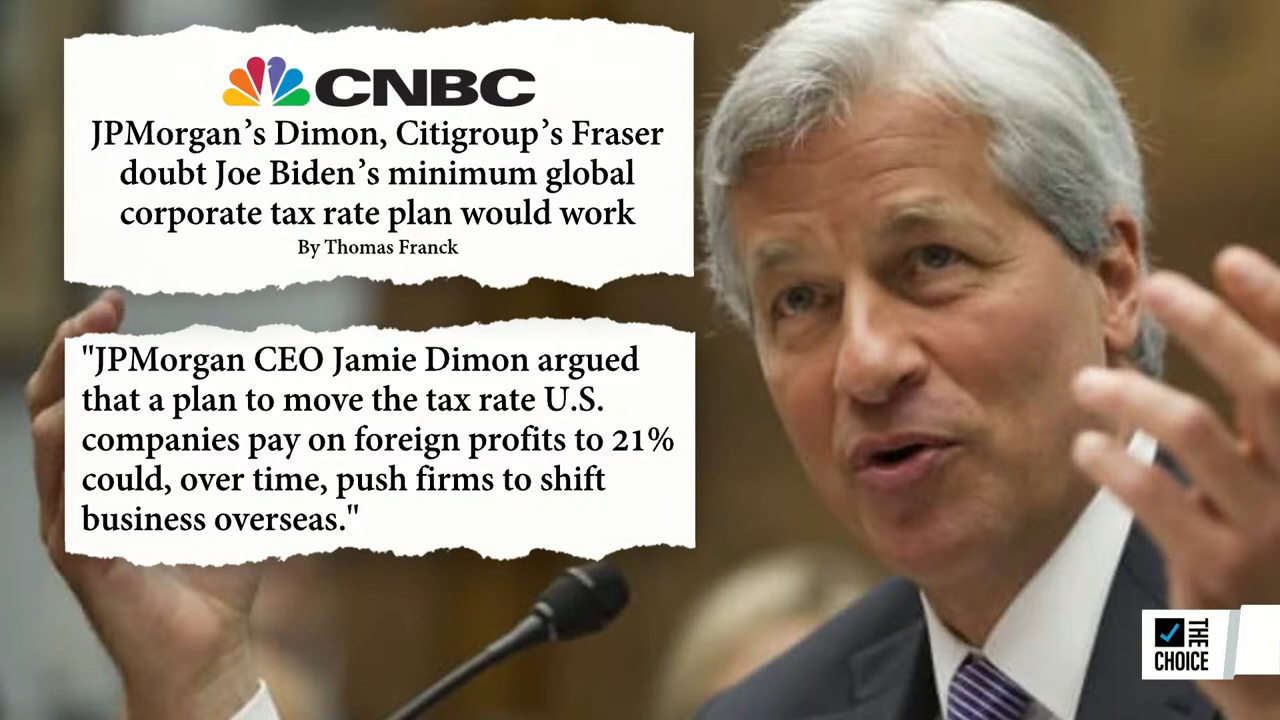 CNBC
JPMorgan’s Dimon, Citigroup’s Fraser
doubt Joe Biden’s minimum global
corporate tax rate plan would work
By Thomas Franck
"JPMorgan CEO Jamie Dimon argued
that a plan to move the tax rate U.S.
companies pay on foreign profits to 21%
could, over time, push firms to shift
business overseas."
THE
CHOICE